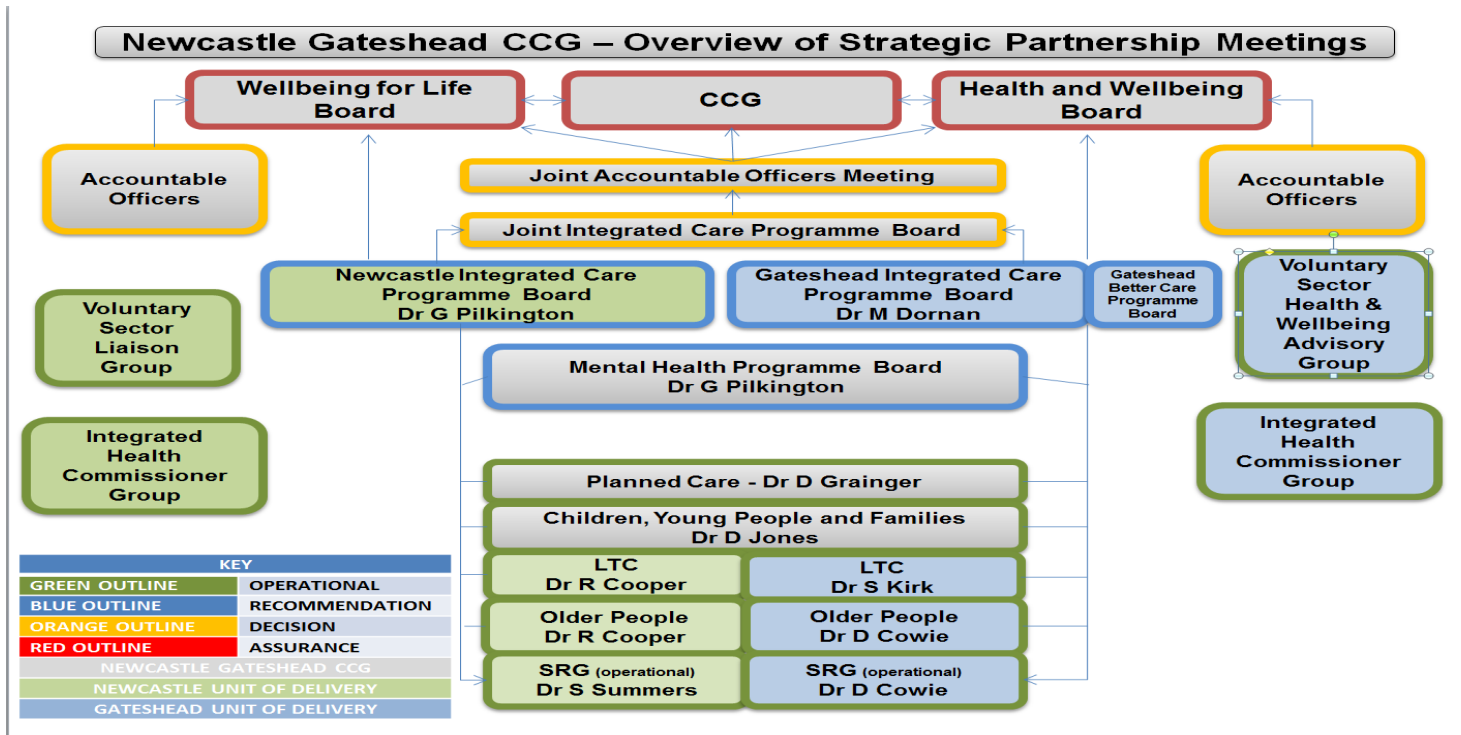 Newcastle Gateshead CCG – Overview of Strategic Partnership Meetings
Wellbeing for Life
Board
CCG
Health and Wellbeing
Board
Accountable
Officers
Joint Accountable Officers Meeting
Accountable
Officers
Joint Integrated Care Programme Board
Newcastle Integrated Care
Programme Board
Dr G Pilkington
Gateshead Integrated Care
Programme Board
Dr M Dornan
Gateshead
Better Care
Programme
Board
Voluntary
Sector
Liaison
Group
Voluntary
Sector
Health &
Wellbeing
Advisory
Group
Mental Health Programme Board
Dr G Pilkington
Integrated
Health
Commissioner
Group
Integrated
Health
Commissioner
Group
Planned Care - Dr D Grainger
Children, Young People and Families
Dr D Jones
LTC
Dr R Cooper
LTC
Dr S Kirk
Older People
Dr R Cooper
Older People
Dr D Cowie
SRG (operational)
Dr S Summers
SRG (operational)
Dr D Cowie
KEY
GREEN OUTLINE OPERATIONAL
BLUE OUTLINE RECOMMENDATION
ORANGE OUTLINE DECISION
RED OUTLINE ASSURANCE
NEWCASTLE GATESHEAD CCG
NEWCASTLE UNIT OF DELIVERY
GATESHEAD UNIT OF DELIVERY